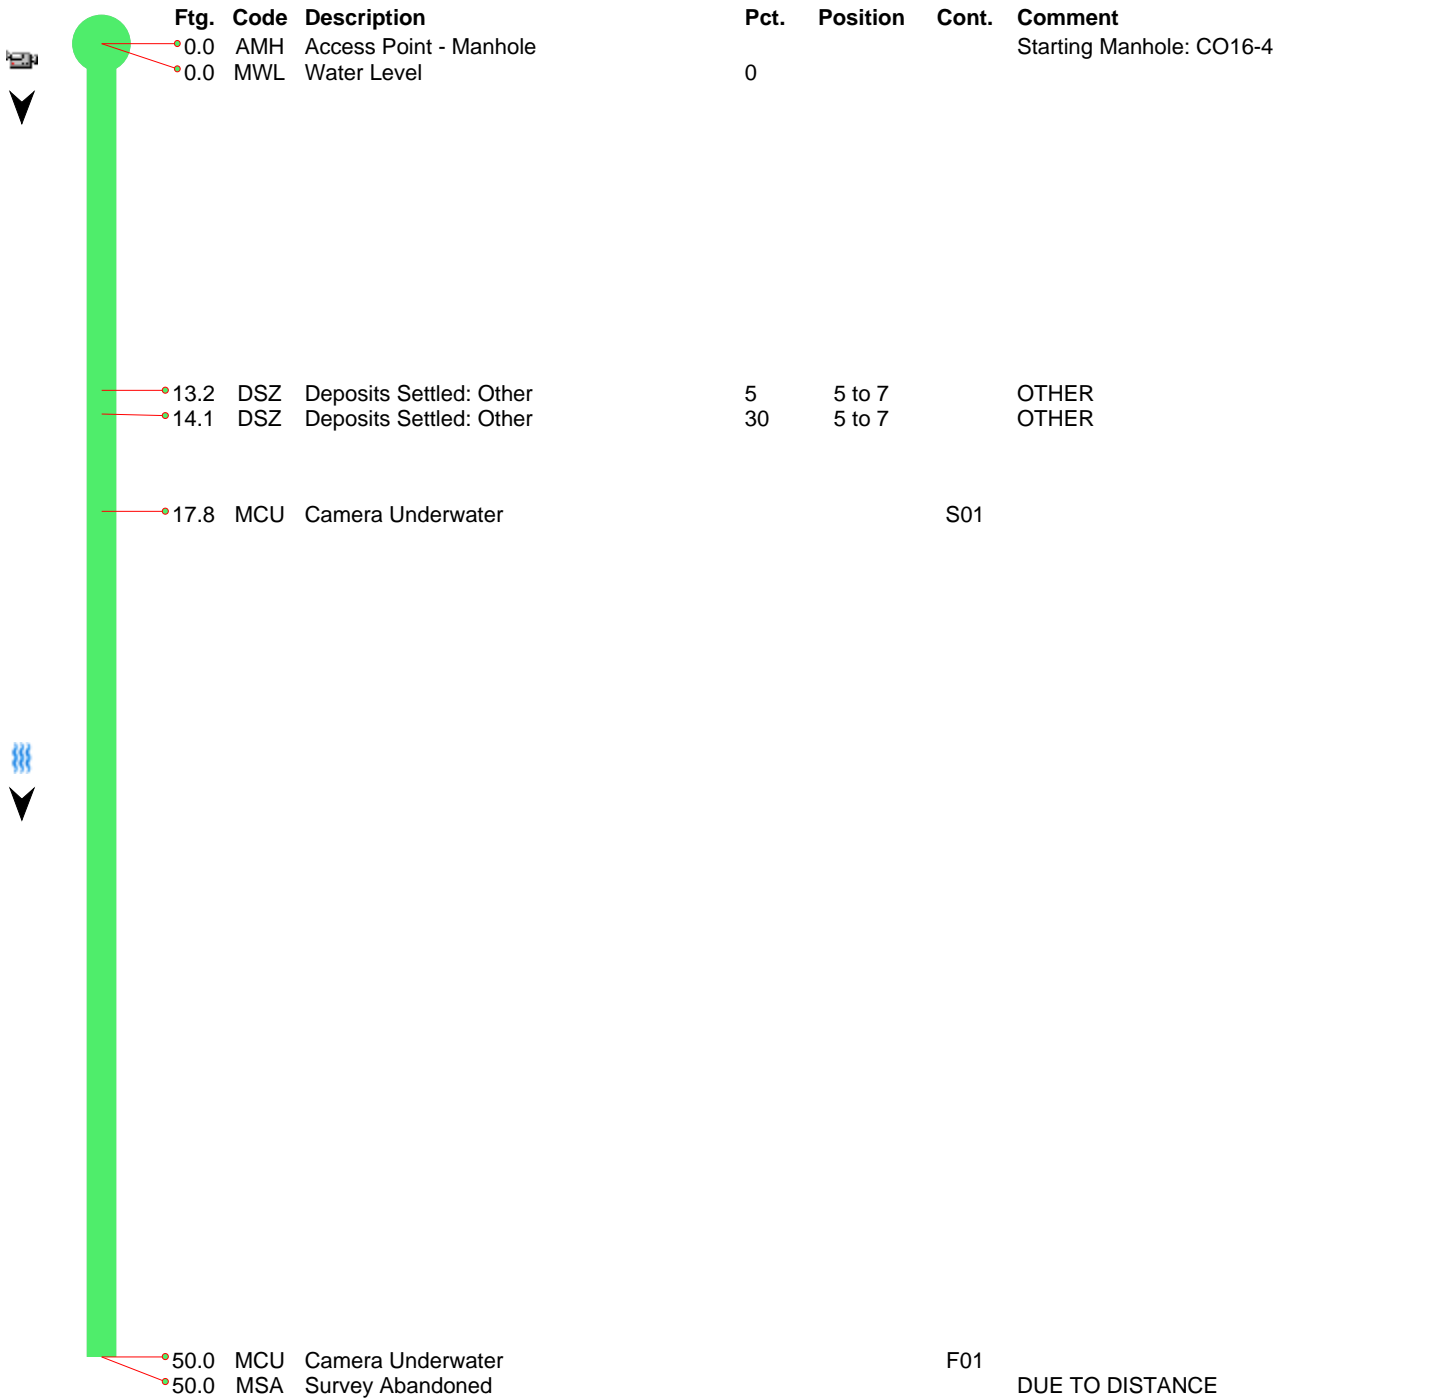 Ftg. Code Description Pct. Position Cont. Comment
0.0 AMH Access Point - Manhole Starting Manhole: CO16-4
0.0 MWL Water Level 0
13.2 DSZ Deposits Settled: Other 5 5 to 7 OTHER
14.1 DSZ Deposits Settled: Other 30 5 to 7 OTHER
17.8 MCU Camera Underwater S01
50.0 MCU Camera Underwater F01
50.0 MSA Survey Abandoned DUE TO DISTANCE